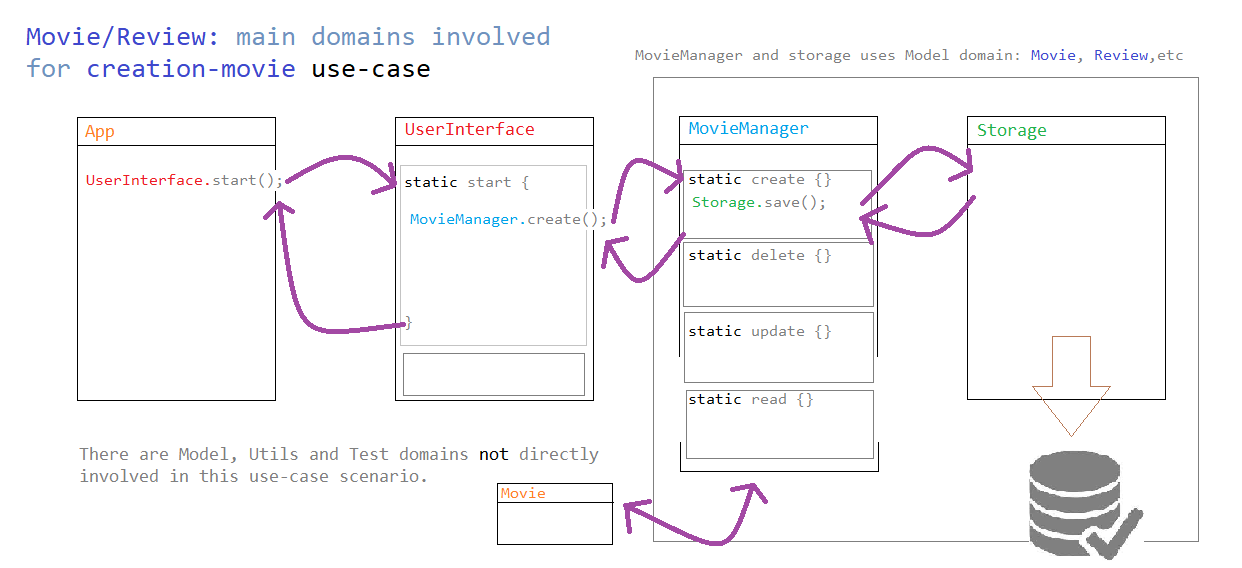 Movie/Review: main domains involved
for creation-movie use-case
MovieManager and storage uses Model domain: Movie, Review,etc
App
UserInterface.start();
UserInterface
static start {
MovieManager.create();
}
MovieManager
static create {}
Storage.save();
static delete {}
static update {}
static read {}
Storage
There are Model, Utils and Test domains not directly
involved in this use-case scenario.
Movie